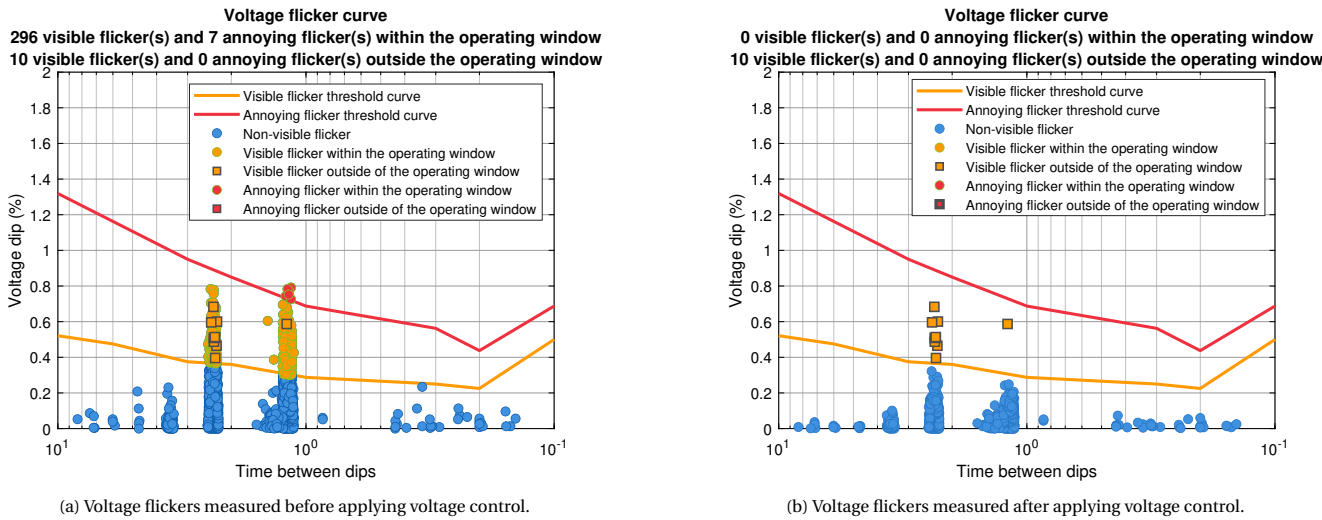 Voltage flicker curve
296 visible flicker(s) and 7 annoying flicker(s) within the operating window
10 visible flicker(s) and 0 annoying flicker(s) outside the operating window
2
1.8
1.6
1.4
1.2
1
0.8
0.6
0.4
0.2
0
Voltage dip (%)
Visible flicker threshold curve
Annoying flicker threshold curve
Non-visible flicker
Visible flicker within the operating window
Visible flicker outside of the operating window
Annoying flicker within the operating window
Annoying flicker outside of the operating window
10¹ 10⁰ 10⁻¹
Time between dips
(a) Voltage flickers measured before applying voltage control.
Voltage flicker curve
0 visible flicker(s) and 0 annoying flicker(s) within the operating window
10 visible flicker(s) and 0 annoying flicker(s) outside the operating window
2
1.8
1.6
1.4
1.2
1
0.8
0.6
0.4
0.2
0
Voltage dip (%)
Visible flicker threshold curve
Annoying flicker threshold curve
Non-visible flicker
Visible flicker within the operating window
Visible flicker outside of the operating window
Annoying flicker within the operating window
Annoying flicker outside of the operating window
10¹ 10⁰ 10⁻¹
Time between dips
(b) Voltage flickers measured after applying voltage control.